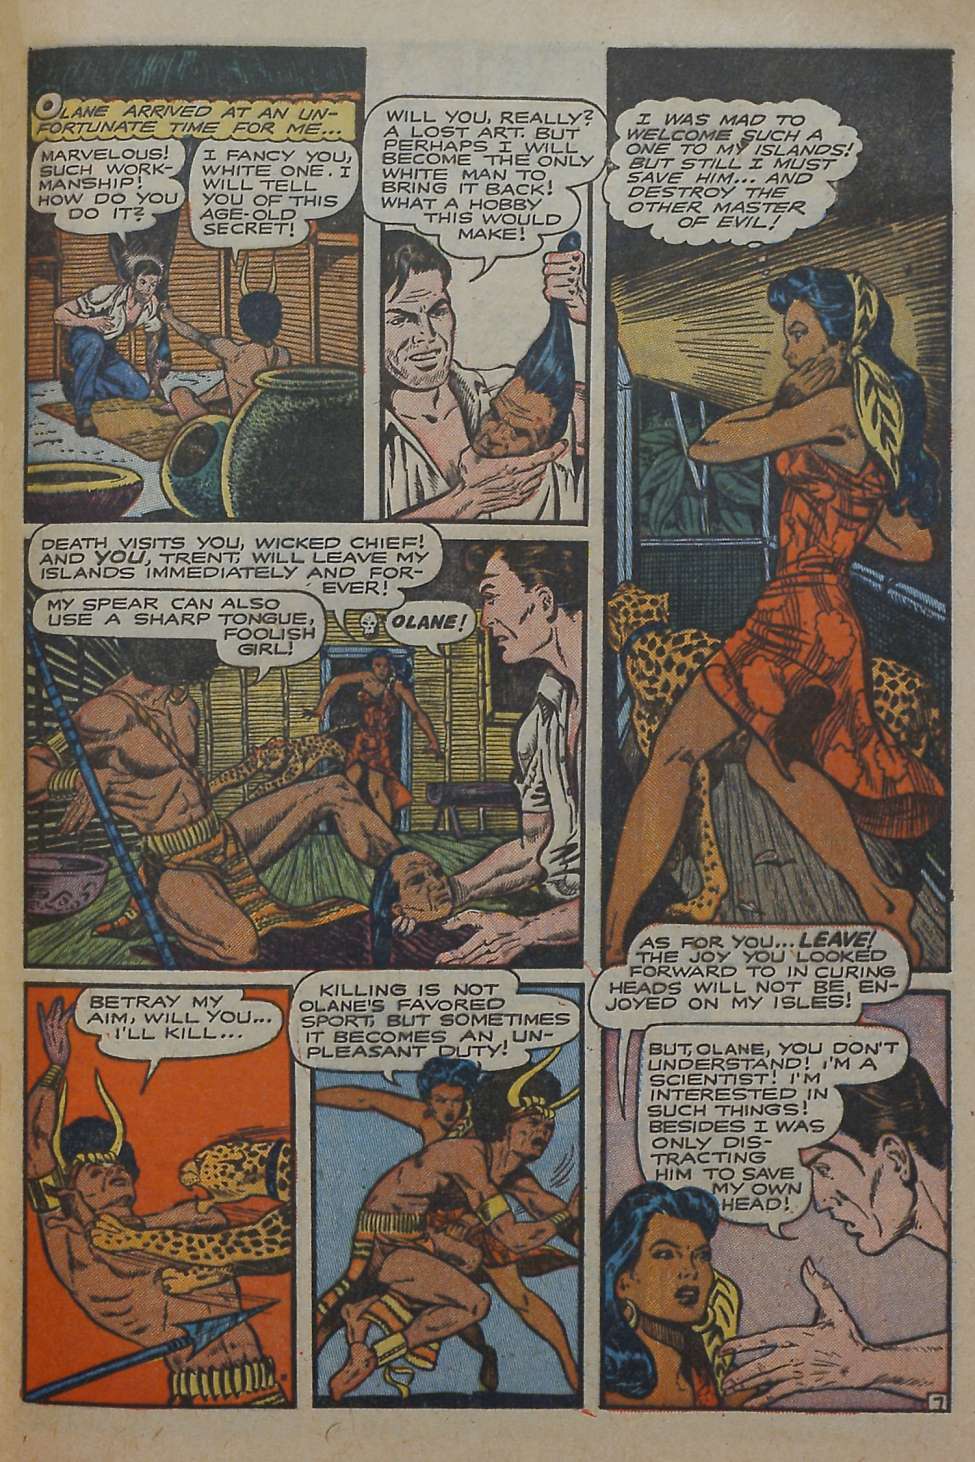 OLANE ARRIVED AT AN UN-
FORTUNATE TIME FOR ME...
MARVELOUS!
SUCH WORK-
MANSHIP!
HOW DO YOU
DO IT?
I FANCY YOU,
WHITE ONE. I
WILL TELL
YOU OF THIS
AGE-OLD
SECRET!
WILL YOU, REALLY?
A LOST ART. BUT
PERHAPS I WILL
BECOME THE ONLY
WHITE MAN TO
BRING IT BACK!
WHAT A HOBBY
THIS WOULD
MAKE!
I WAS MAD TO
WELCOME SUCH A
ONE TO MY ISLANDS!
BUT STILL I MUST
SAVE HIM... AND
DESTROY THE
OTHER MASTER
OF EVIL!
DEATH VISITS YOU, WICKED CHIEF!
AND YOU, TRENT, WILL LEAVE MY
ISLANDS IMMEDIATELY AND FOR-
EVER!
MY SPEAR CAN ALSO
USE A SHARP TONGUE,
FOOLISH
GIRL!
OLANE!
BETRAY MY
AIM, WILL YOU...
I'LL KILL...
KILLING IS NOT
OLANE'S FAVORED
SPORT, BUT SOMETIMES
IT BECOMES AN UN-
PLEASANT DUTY!
AS FOR YOU... LEAVE!
THE JOY YOU LOOKED
FORWARD TO IN CURING
HEADS WILL NOT BE EN-
JOYED ON MY ISLES!
BUT, OLANE, YOU DON'T
UNDERSTAND! I'M A
SCIENTIST! I'M
INTERESTED IN
SUCH THINGS!
BESIDES I WAS
ONLY DIS-
TRACTING
HIM TO SAVE
MY OWN
HEAD!
7